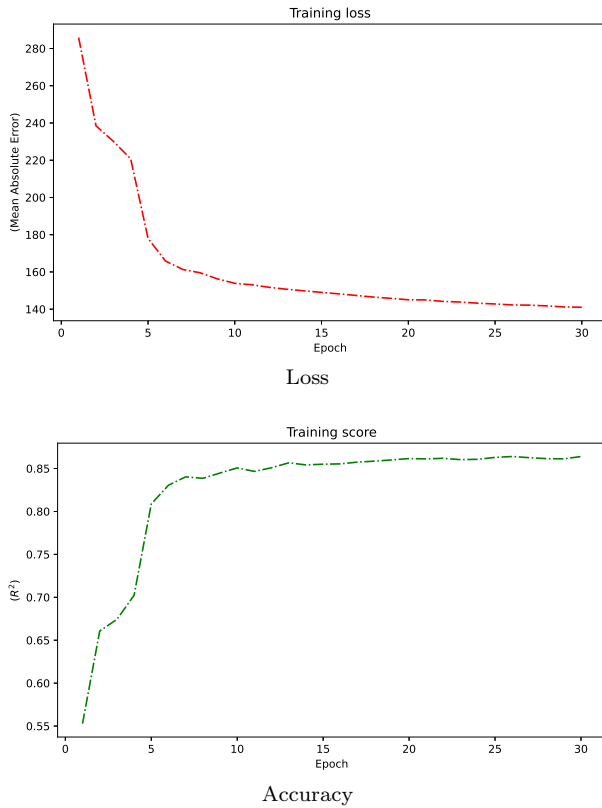 Training loss
280
260
240
220
200
180
160
140
(Mean Absolute Error)
0 5 10 15 20 25 30
Epoch
Loss
Training score
0.85
0.80
0.75
0.70
0.65
0.60
0.55
(R²)
0 5 10 15 20 25 30
Epoch
Accuracy